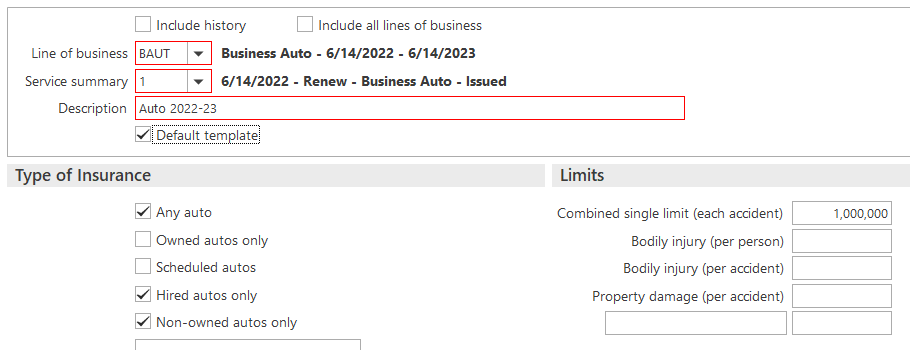 Include history Include all lines of business
Line of business BAUT Business Auto - 6/14/2022 - 6/14/2023
Service summary 1 6/14/2022 - Renew - Business Auto - Issued
Description Auto 2022-23
Default template
Type of Insurance Limits
Any auto Combined single limit (each accident) 1,000,000
Owned autos only Bodily injury (per person)
Scheduled autos Bodily injury (per accident)
Hired autos only Property damage (per accident)
Non-owned autos only